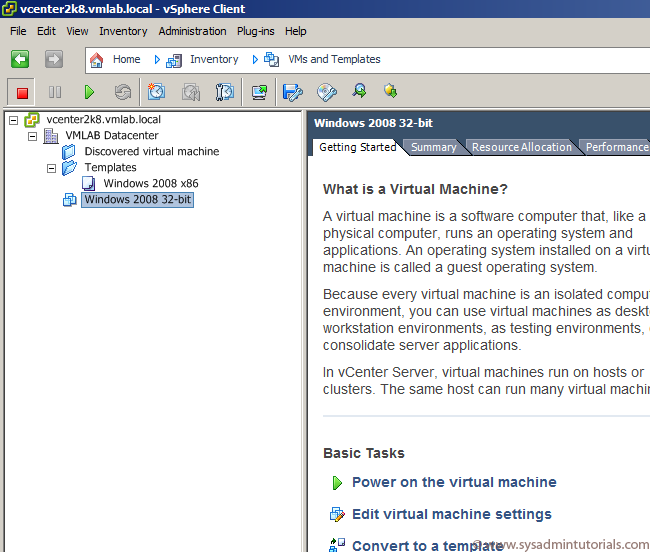 vcenter2k8.vmlab.local - vSphere Client
File Edit View Inventory Administration Plug-ins Help
Home Inventory VMs and Templates
vcenter2k8.vmlab.local
VMLAB Datacenter
Discovered virtual machine
Templates
Windows 2008 x86
Windows 2008 32-bit
Windows 2008 32-bit
Getting Started Summary Resource Allocation Performance
What is a Virtual Machine?
A virtual machine is a software computer that, like a
physical computer, runs an operating system and
applications. An operating system installed on a virtu
machine is called a guest operating system.
Because every virtual machine is an isolated compu
environment, you can use virtual machines as deskt
workstation environments, as testing environments,
consolidate server applications.
In vCenter Server, virtual machines run on hosts or
clusters. The same host can run many virtual machin
Basic Tasks
Power on the virtual machine
Edit virtual machine settings
Convert to a template
© www.sysadmintutorials.com